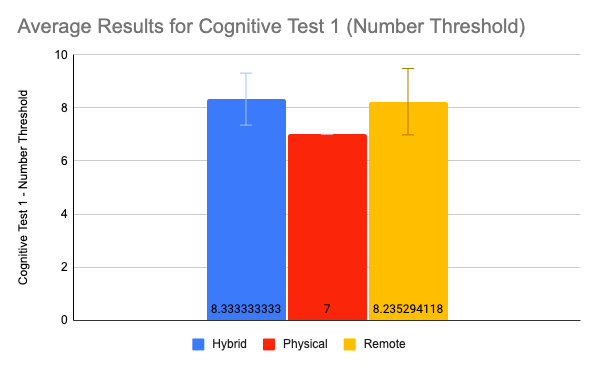 Average Results for Cognitive Test 1 (Number Threshold)
Cognitive Test 1 - Number Threshold
10
8
6
4
2
0
8.333333333 7 8.235294118
Hybrid Physical Remote